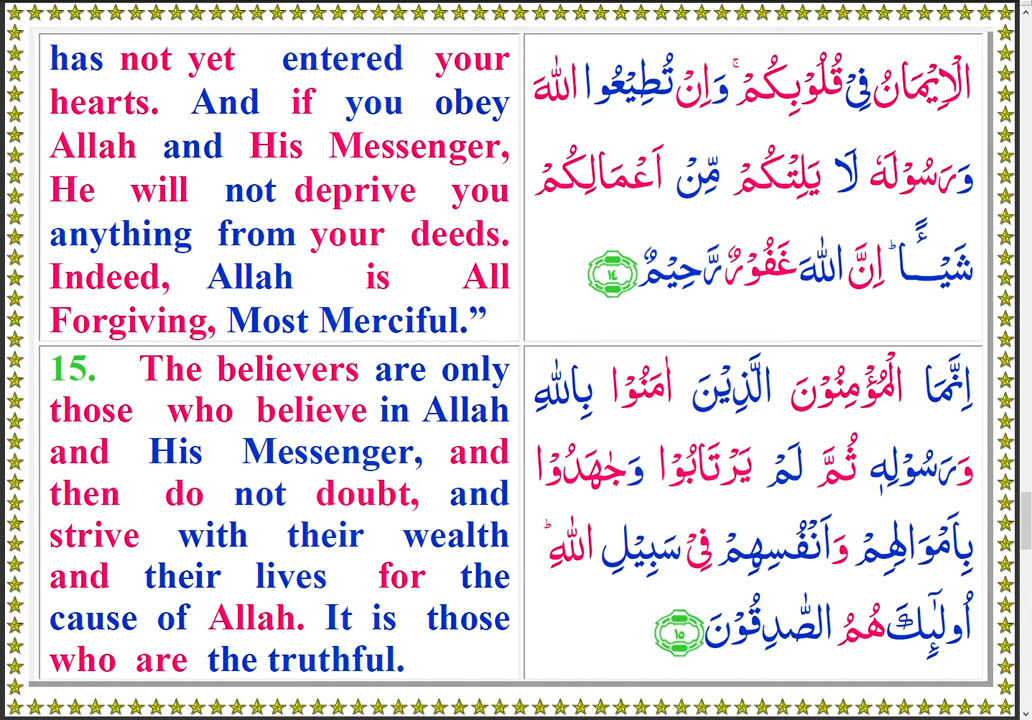 has not yet entered your
hearts. And if you obey
Allah and His Messenger,
He will not deprive you
anything from your deeds.
Indeed, Allah is All
Forgiving, Most Merciful.”
الْاِيْمَانُ فِيْ قُلُوْبِكُمْ ۚ وَاِنْ تُطِيْعُوا اللّٰهَ
وَرَسُوْلَهٗ لَا يَلِتْكُمْ مِّنْ اَعْمَالِكُمْ
شَيْـًٔـا ؕ اِنَّ اللّٰهَ غَفُوْرٌ رَّحِيْمٌ ١٤
15. The believers are only
those who believe in Allah
and His Messenger, and
then do not doubt, and
strive with their wealth
and their lives for the
cause of Allah. It is those
who are the truthful.
اِنَّمَا الْمُؤْمِنُوْنَ الَّذِيْنَ اٰمَنُوْا بِاللّٰهِ
وَرَسُوْلِهٖ ثُمَّ لَمْ يَرْتَابُوْا وَجٰهَدُوْا
بِاَمْوَالِهِمْ وَاَنْفُسِهِمْ فِيْ سَبِيْلِ اللّٰهِ ؕ
اُولٰٓئِكَ هُمُ الصّٰدِقُوْنَ ١٥